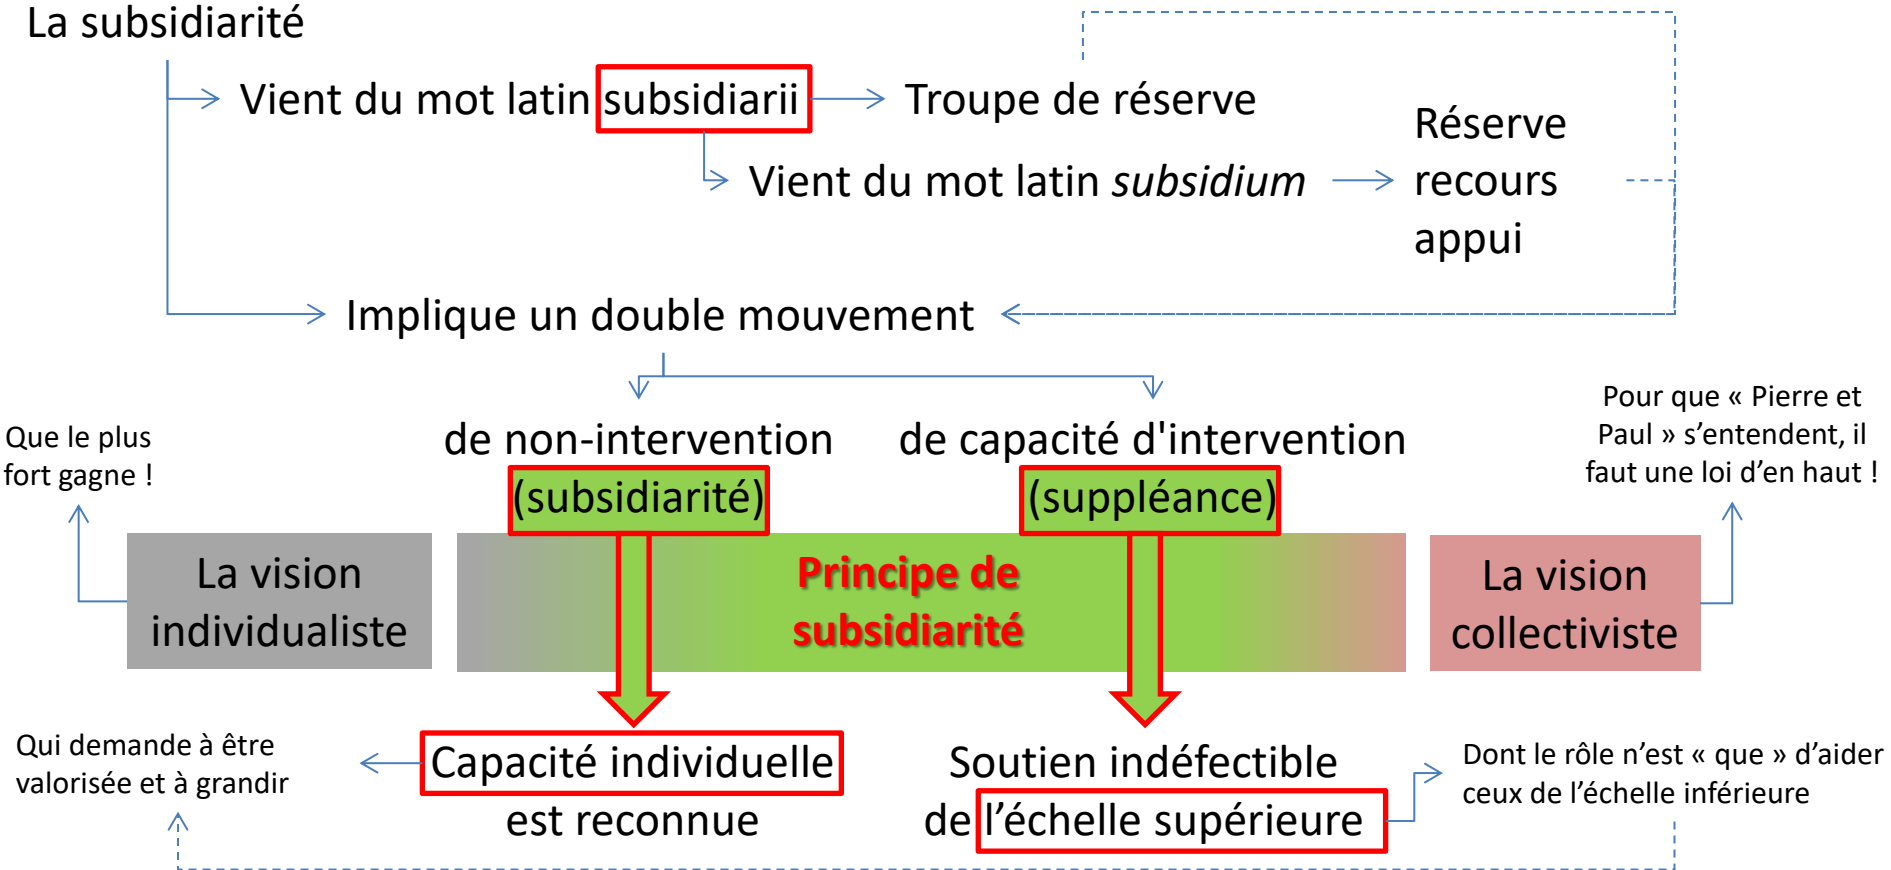 La subsidiarité
Vient du mot latin subsidiarii
Troupe de réserve
Vient du mot latin subsidium
Réserve
recours
appui
Implique un double mouvement
de non-intervention
(subsidiarité)
de capacité d'intervention
(suppléance)
Que le plus
fort gagne !
Pour que « Pierre et
Paul » s’entendent, il
faut une loi d’en haut !
La vision
individualiste
Principe de
subsidiarité
La vision
collectiviste
Qui demande à être
valorisée et à grandir
Capacité individuelle
est reconnue
Soutien indéfectible
de l’échelle supérieure
Dont le rôle n’est « que » d’aider
ceux de l’échelle inférieure